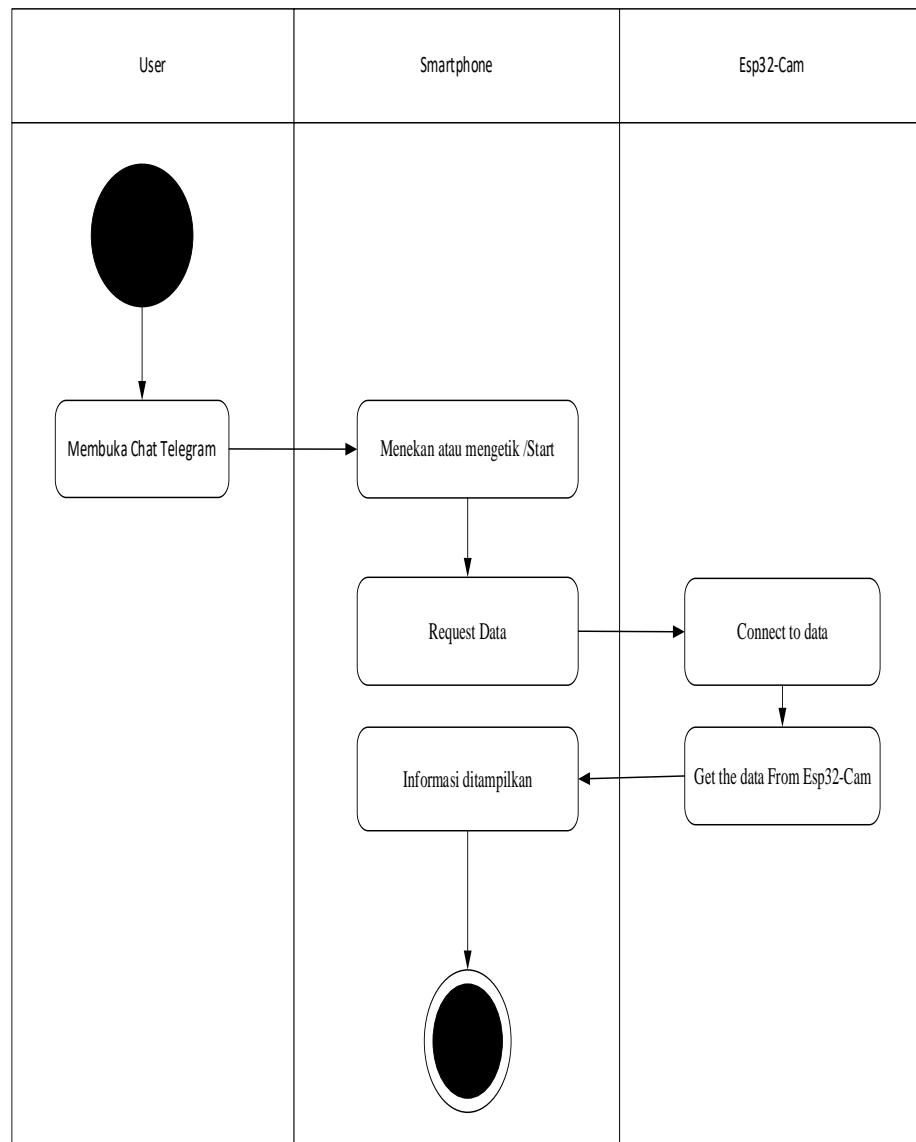 User
Smartphone
Esp32-Cam
Membuka Chat Telegram
Menekan atau mengetik /Start
Request Data
Connect to data
Informasi ditampilkan
Get the data From Esp32-Cam